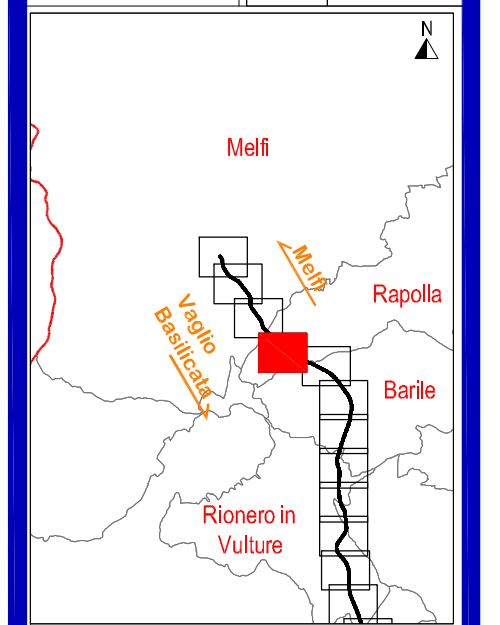 N
Melfi
Melfi
Rapolla
Vaglio
Basilicata
Barile
Rionero in
Vulture